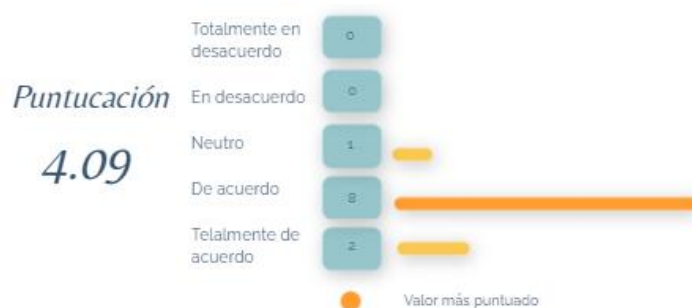 Totalmente en
desacuerdo
0
Puntucación
En desacuerdo
0
4.09
Neutro
1
De acuerdo
8
Telalmente de
acuerdo
2
Valor más puntuado